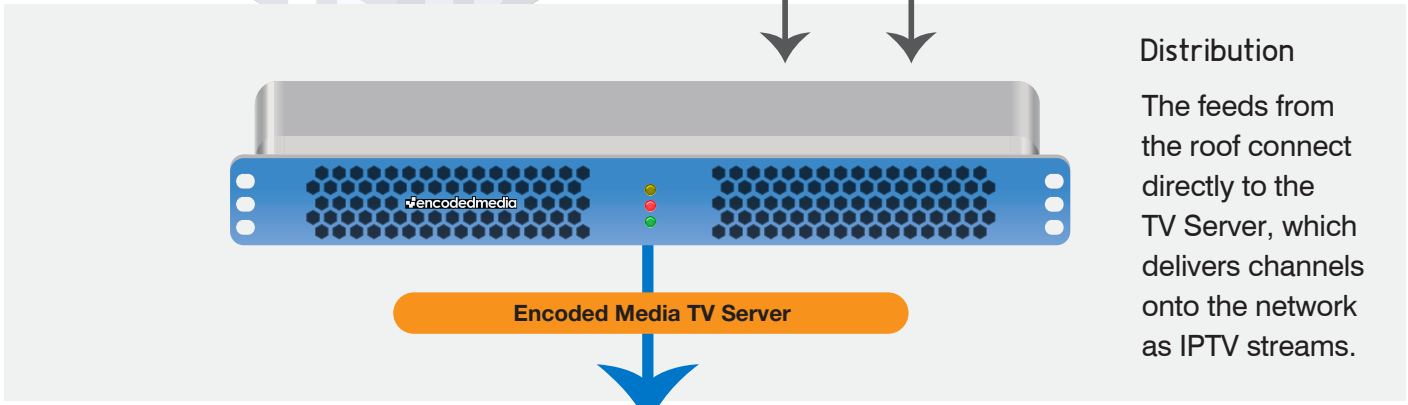 Distribution
The feeds from
the roof connect
directly to the
TV Server, which
delivers channels
onto the network
as IPTV streams.
encodedmedia
Encoded Media TV Server